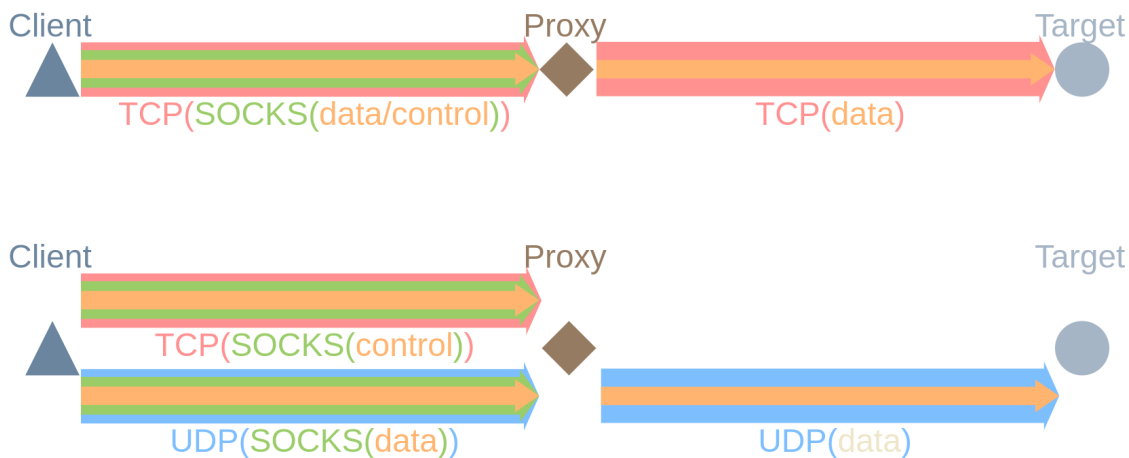 Client Proxy Target
TCP(SOCKS(data/control)) TCP(data)
Client Proxy Target
TCP(SOCKS(control))
UDP(SOCKS(data)) UDP(data)